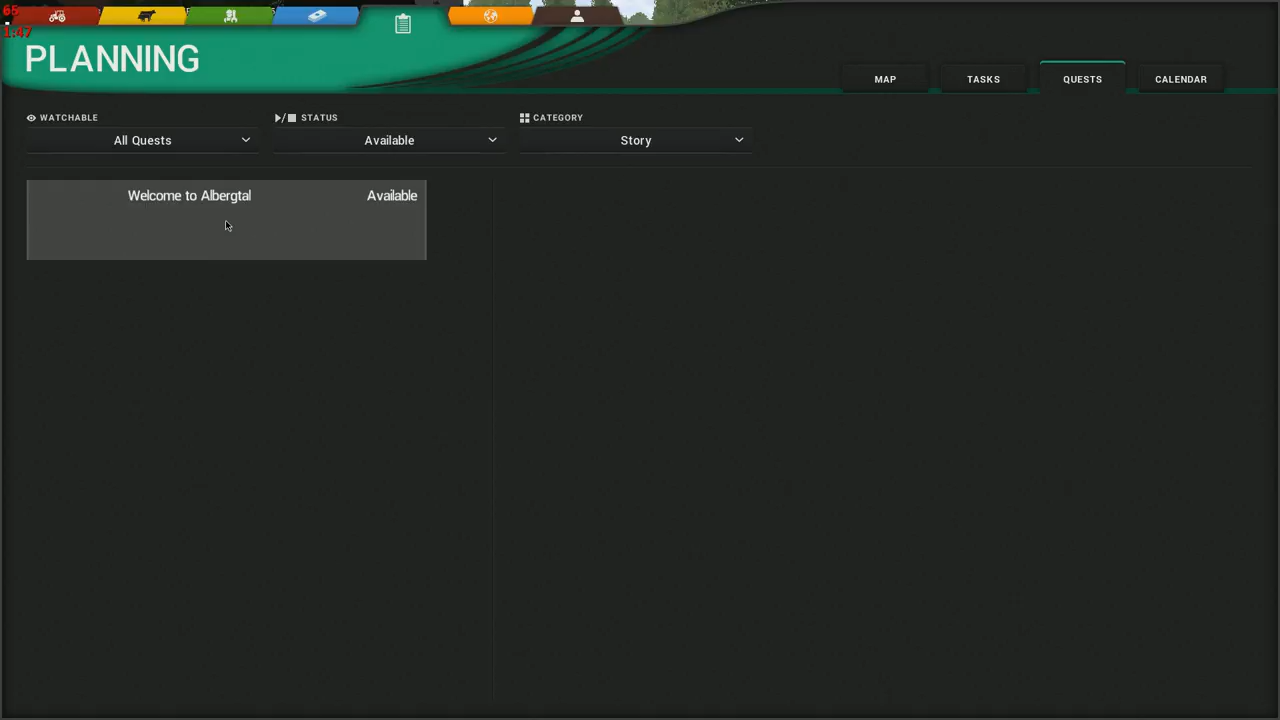 65
1:47
PLANNING
MAP
TASKS
QUESTS
CALENDAR
WATCHABLE
STATUS
CATEGORY
All Quests
Available
Story
Welcome to Albergtal
Available